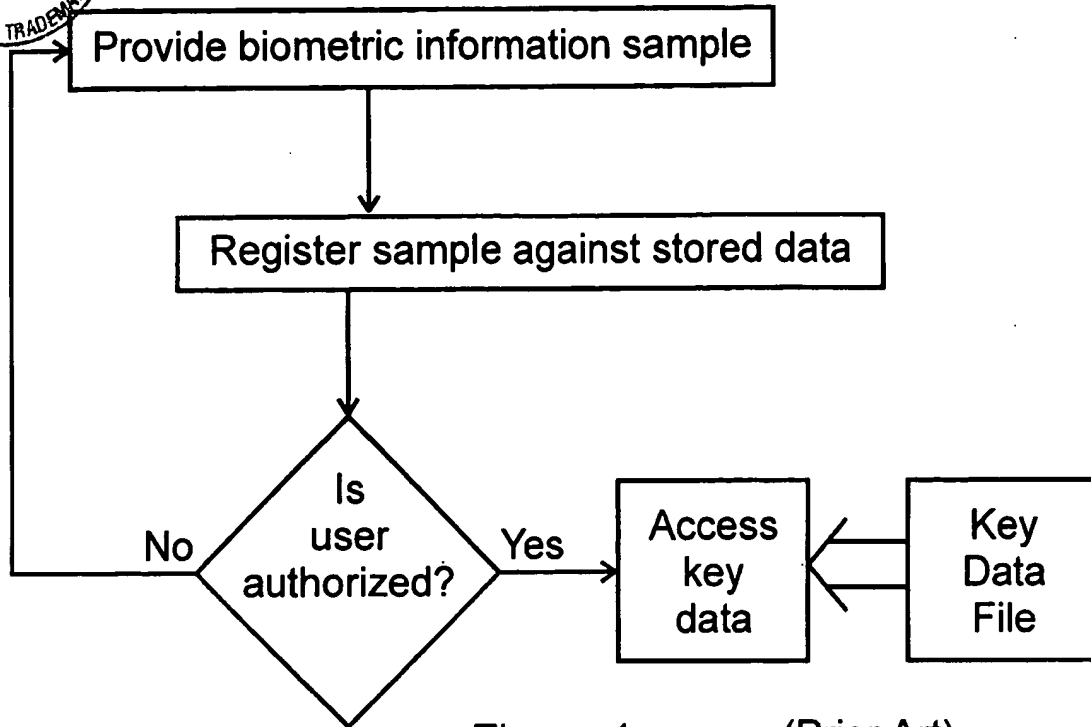 TRADEMA
Provide biometric information sample
Register sample against stored data
Is
user
authorized?
No
Yes
Access
key
data
Key
Data
File
(Prior Art)